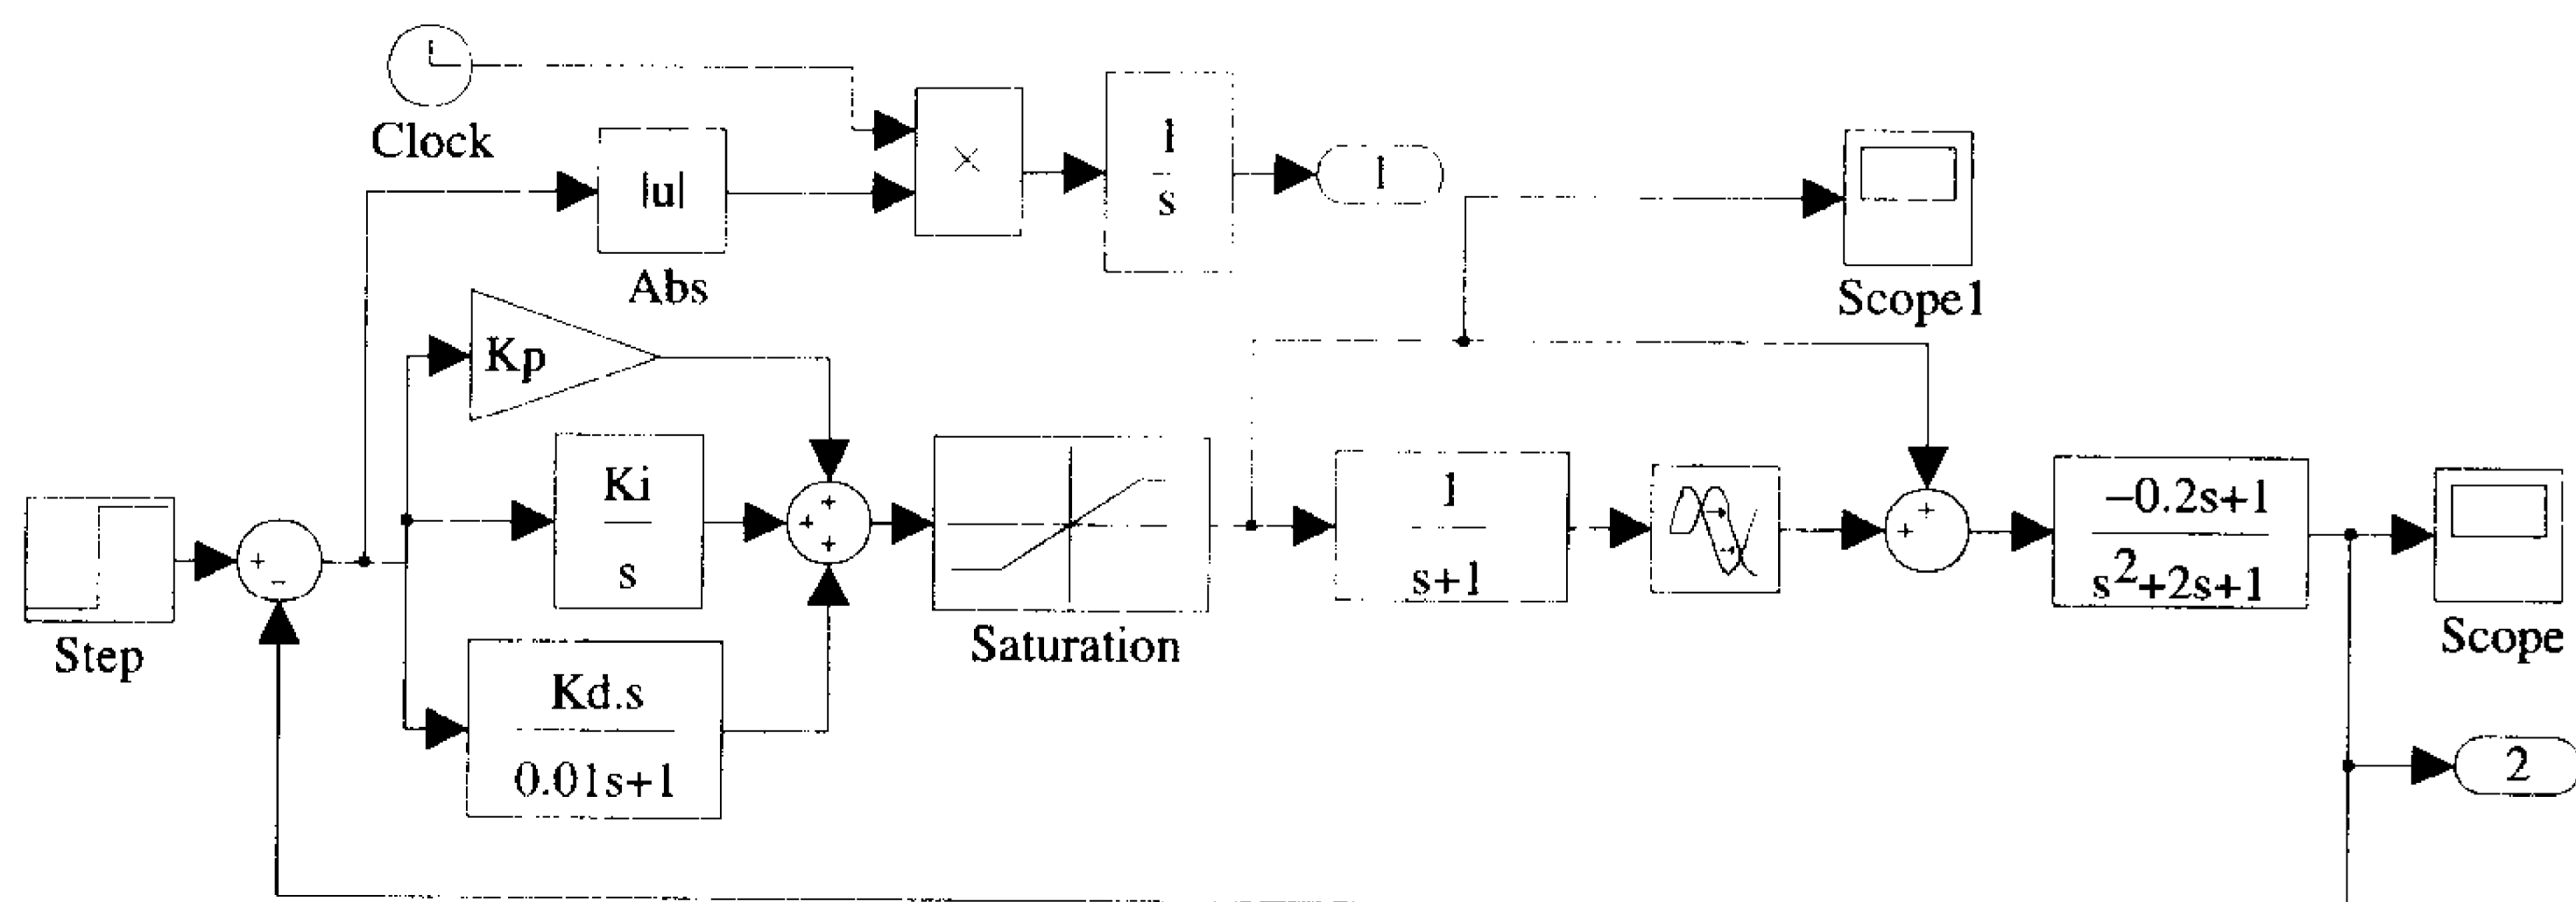 Clock
|u|
Abs
×
1
s
1
Scope1
Kp
Ki
s
Kd.s
0.01s+1
Step
+
−
+
+
+
Saturation
1
s+1
+
+
−0.2s+1
s²+2s+1
Scope
2